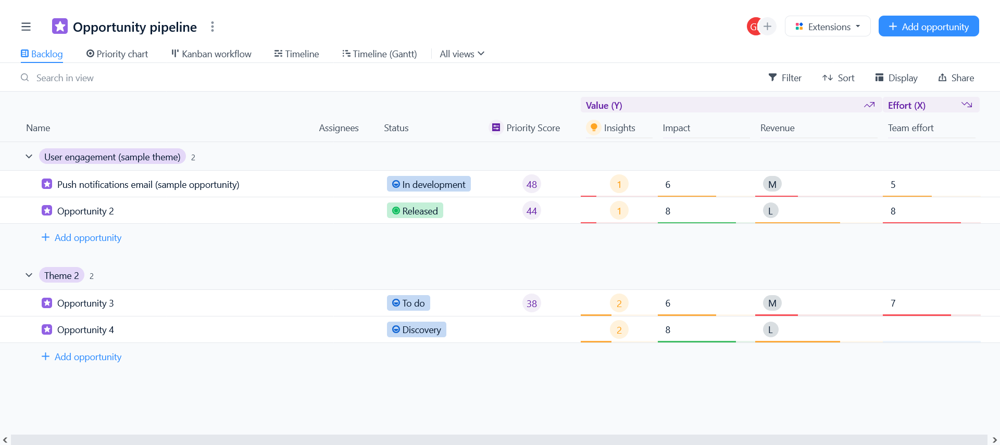 Opportunity pipeline
Extensions
Add opportunity
Backlog
Priority chart
Kanban workflow
Timeline
Timeline (Gantt)
All views
Search in view
Filter
Sort
Display
Share
Value (Y)
Effort (X)
Name
Assignees
Status
Priority Score
Insights
Impact
Revenue
Team effort
User engagement (sample theme) 2
Push notifications email (sample opportunity) In development 48 1 6 M 5
Opportunity 2 Released 44 1 8 L 8
Add opportunity
Theme 2 2
Opportunity 3 To do 38 2 6 M 7
Opportunity 4 Discovery 2 8 L
Add opportunity